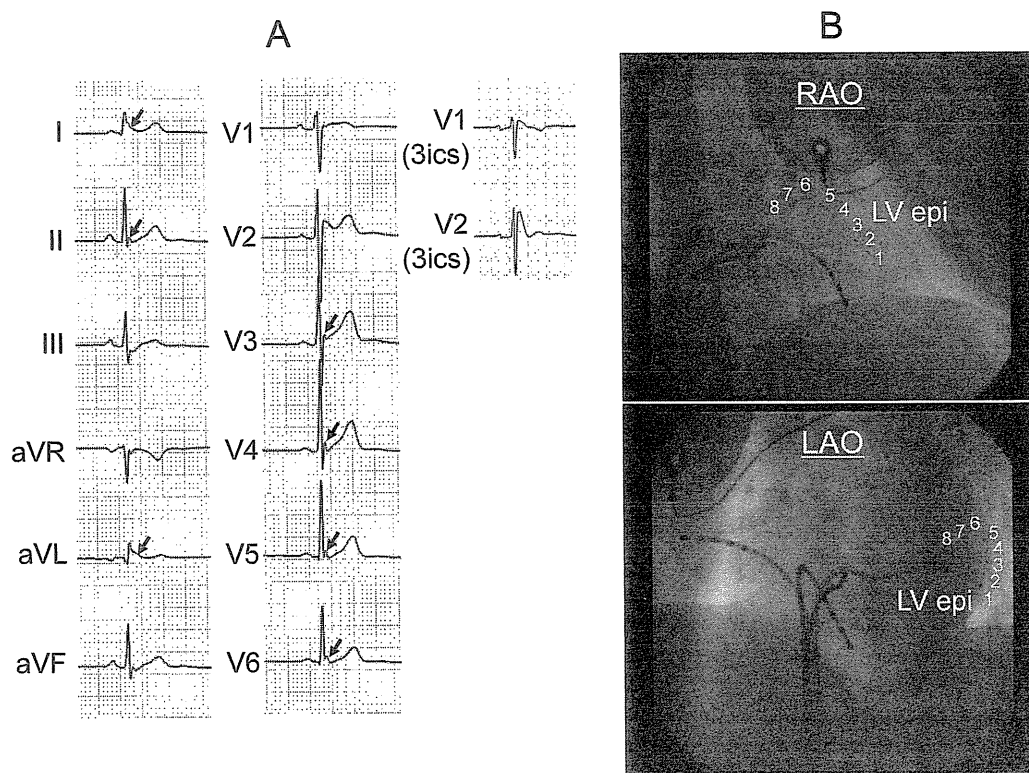 A
I
II
III
aVR
aVL
aVF
V1
V2
V3
V4
V5
V6
V1
(3ics)
V2
(3ics)
B
RAO
8 7 6 5 4 3 2 1
LV epi
LAO
8 7 6 5 4 3 2 1
LV epi